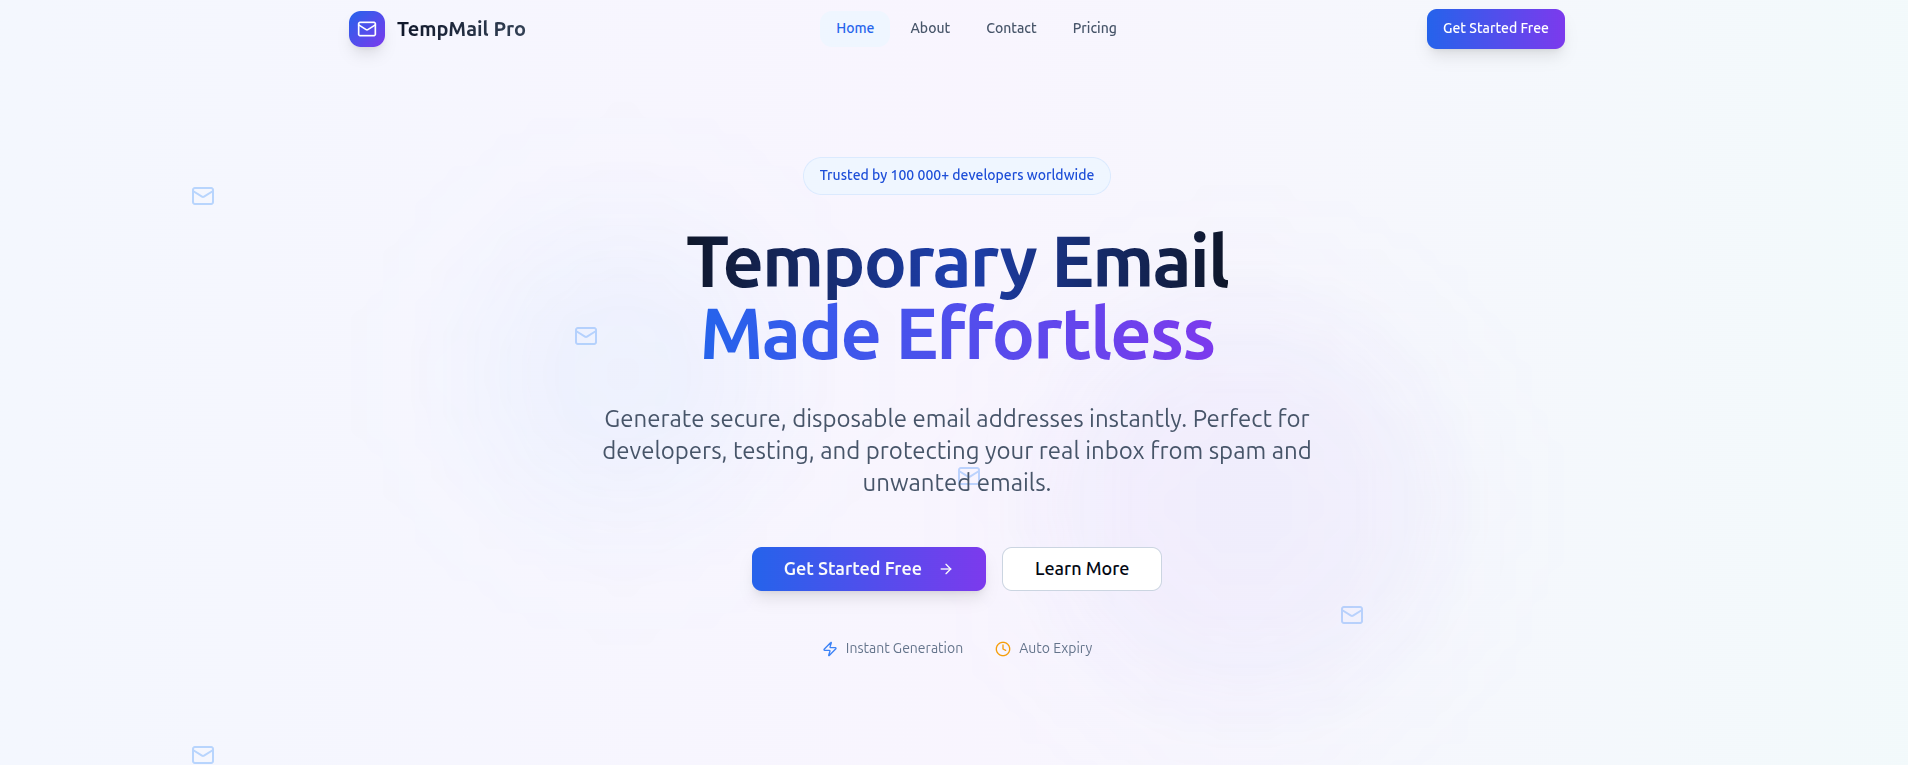 TempMail Pro
Home
About
Contact
Pricing
Get Started Free
Trusted by 100 000+ developers worldwide
Temporary Email
Made Effortless
Generate secure, disposable email addresses instantly. Perfect for
developers, testing, and protecting your real inbox from spam and
unwanted emails.
Get Started Free
Learn More
Instant Generation
Auto Expiry